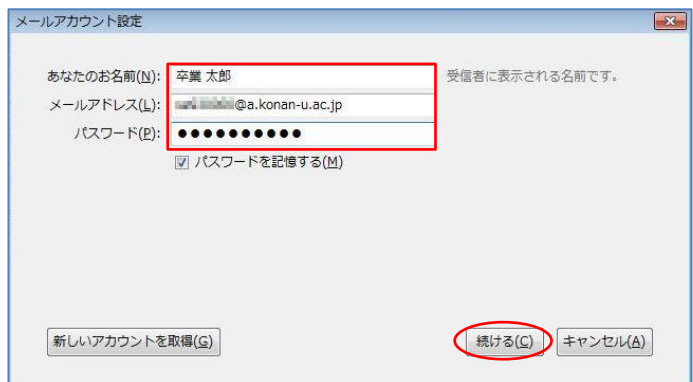 メールアカウント設定
あなたのお名前(N): 卒業 太郎 受信者に表示される名前です。
メールアドレス(L): @a.konan-u.ac.jp
パスワード(P): ●●●●●●●●●●
パスワードを記憶する(M)
新しいアカウントを取得(G) 続ける(C) キャンセル(A)